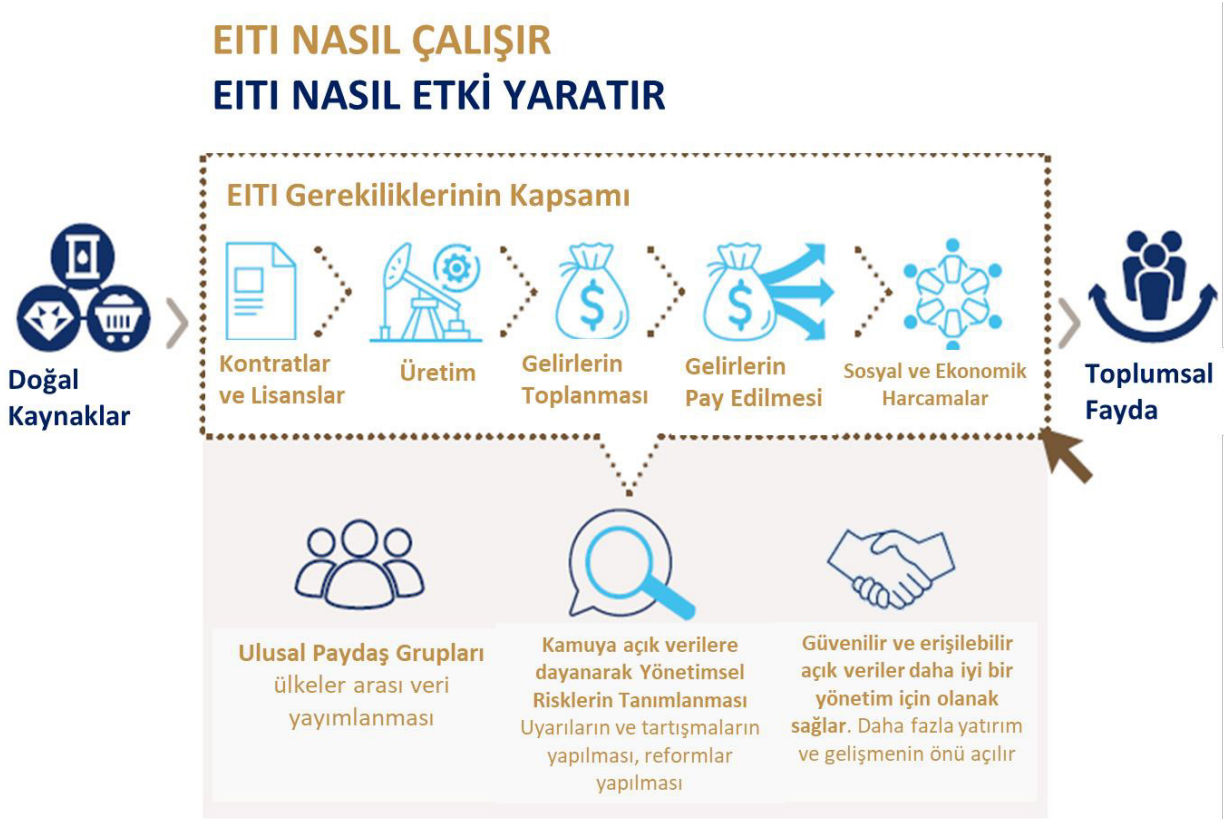 EITI NASIL ÇALIŞIR
EITI NASIL ETKİ YARATIR
EITI Gerekiliklerinin Kapsamı
Doğal
Kaynaklar
Kontratlar
ve Lisanslar
Üretim
Gelirlerin
Toplanması
Gelirlerin
Pay Edilmesi
Sosyal ve Ekonomik
Harcamalar
Toplumsal
Fayda
Ulusal Paydaş Grupları
ülkeler arası veri
yayımlanması
Kamuya açık verilere
dayanarak Yönetimsel
Risklerin Tanımlanması
Uyarıların ve tartışmaların
yapılması, reformlar
yapılması
Güvenilir ve erişilebilir
açık veriler daha iyi bir
yönetim için olanak
sağlar. Daha fazla yatırım
ve gelişmenin önü açılır